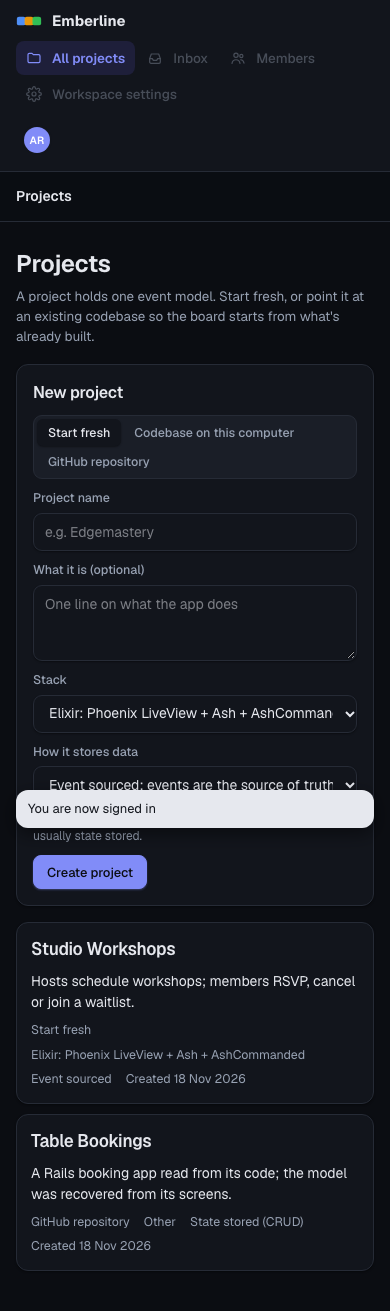 Emberline
All projects
Inbox
Members
Workspace settings
AR
Projects
Projects
A project holds one event model. Start fresh, or point it at
an existing codebase so the board starts from what's
already built.
New project
Start fresh
Codebase on this computer
GitHub repository
Project name
e.g. Edgemastery
What it is (optional)
One line on what the app does
Stack
Elixir: Phoenix LiveView + Ash + AshComman
How it stores data
Event sourced: events are the source of truth
You are now signed in
usually state stored.
Create project
Studio Workshops
Hosts schedule workshops; members RSVP, cancel
or join a waitlist.
Start fresh
Elixir: Phoenix LiveView + Ash + AshCommanded
Event sourced Created 18 Nov 2026
Table Bookings
A Rails booking app read from its code; the model
was recovered from its screens.
GitHub repository Other State stored (CRUD)
Created 18 Nov 2026